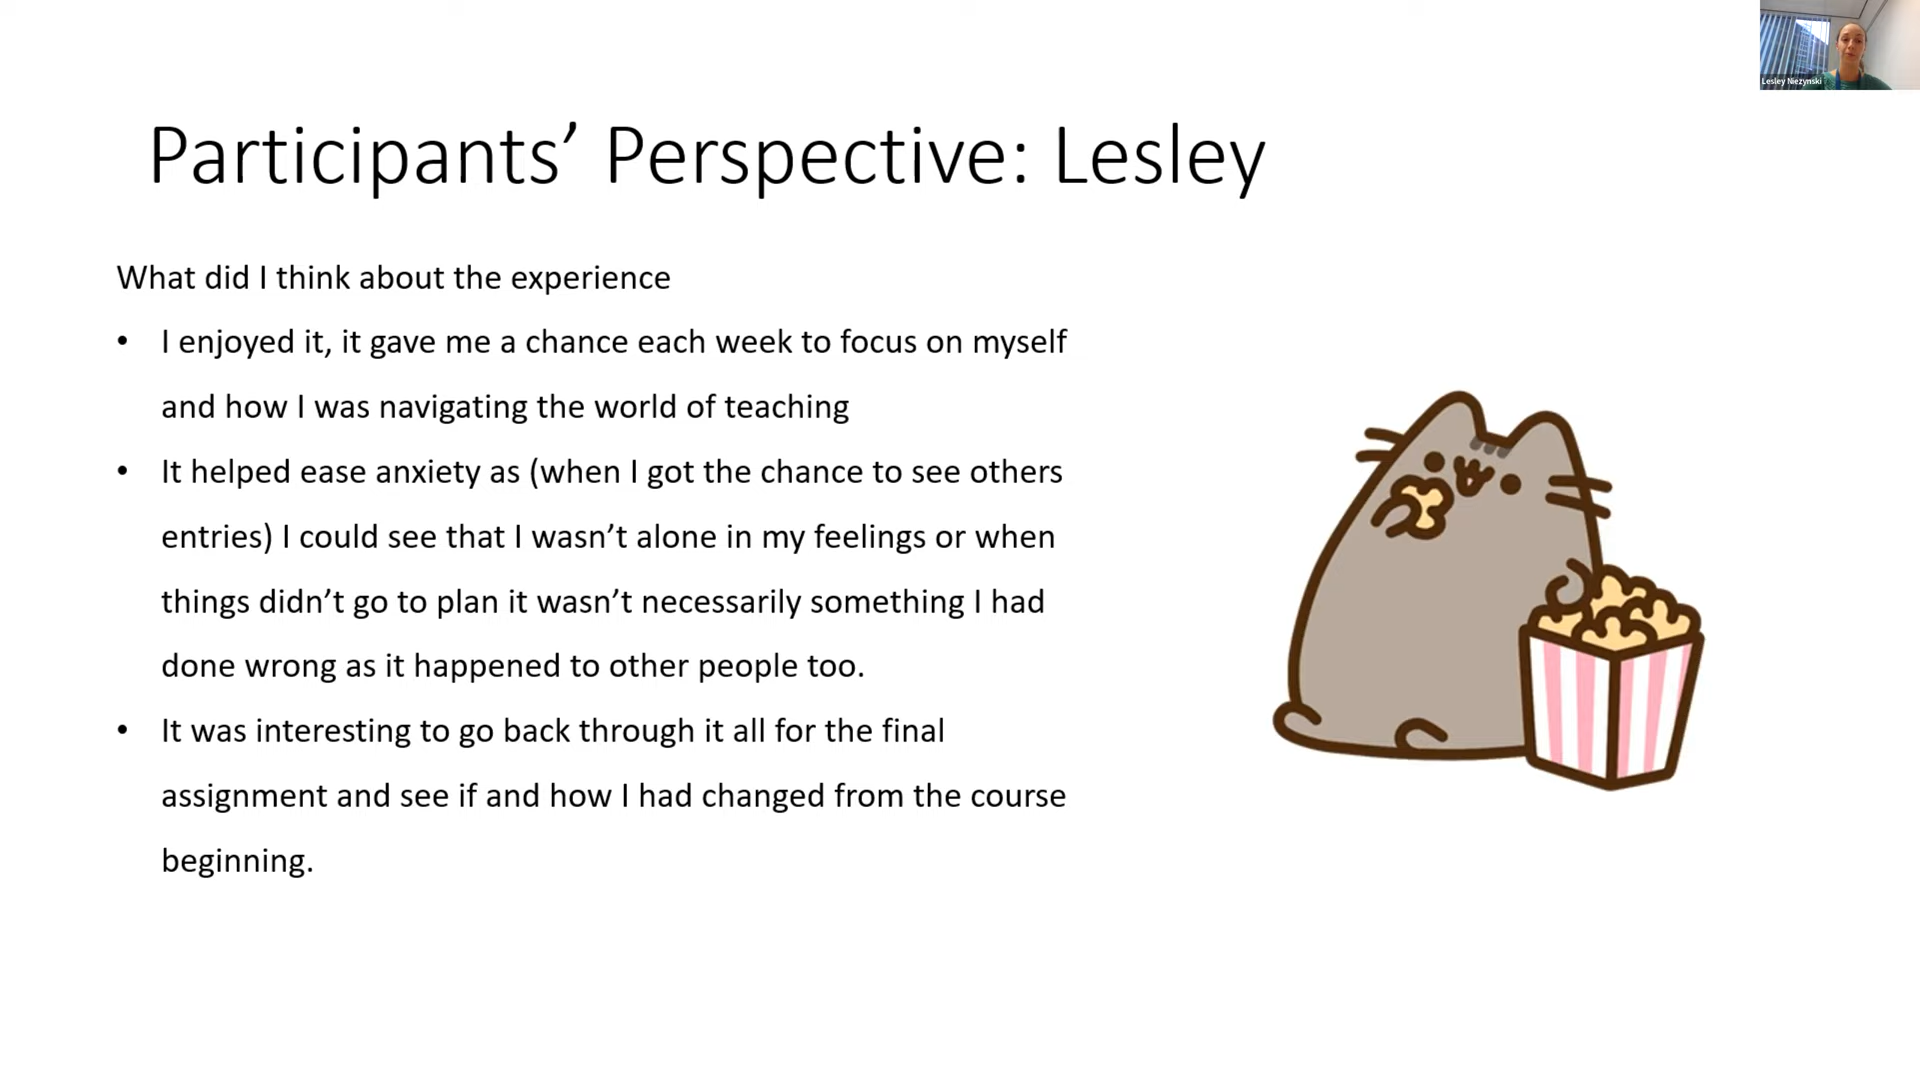 Lesley Niezynski
Participants’ Perspective: Lesley
What did I think about the experience
• I enjoyed it, it gave me a chance each week to focus on myself
and how I was navigating the world of teaching
• It helped ease anxiety as (when I got the chance to see others
entries) I could see that I wasn’t alone in my feelings or when
things didn’t go to plan it wasn’t necessarily something I had
done wrong as it happened to other people too.
• It was interesting to go back through it all for the final
assignment and see if and how I had changed from the course
beginning.